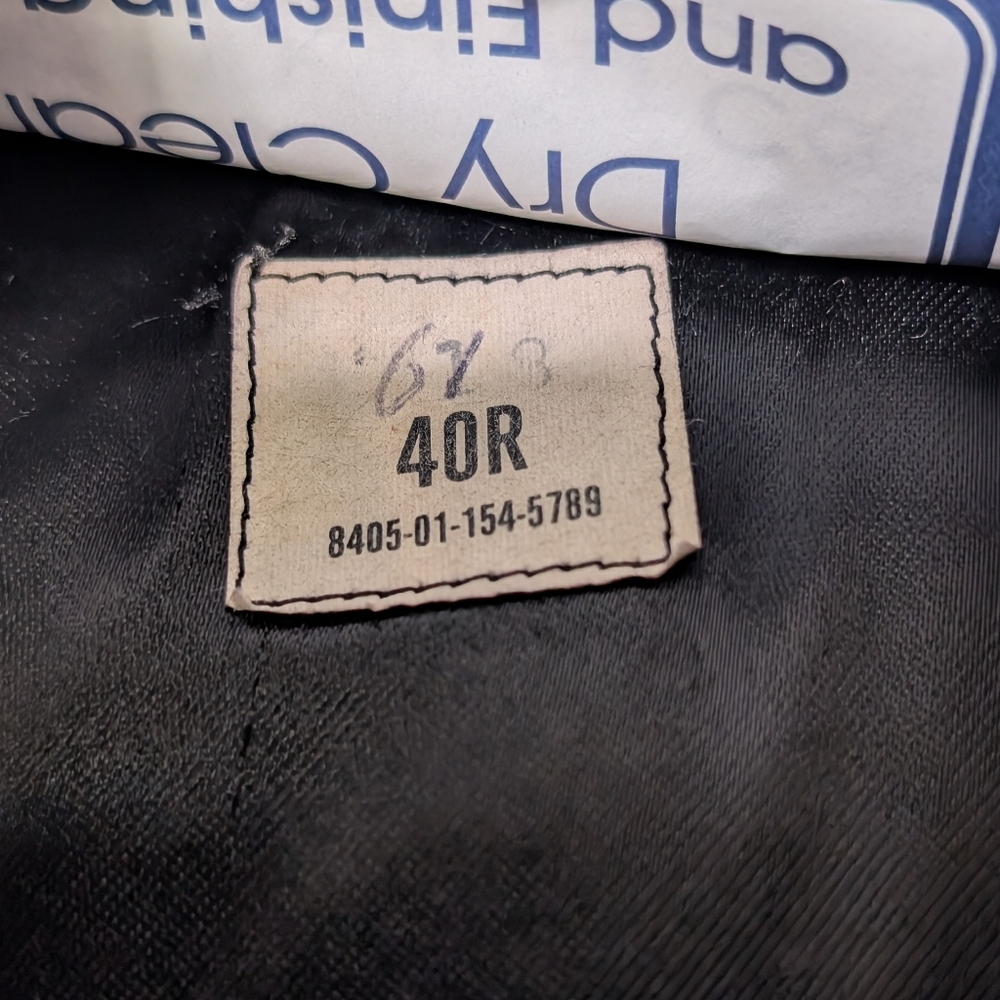 and Finishing
Dry Clean
40R
8405-01-154-5789